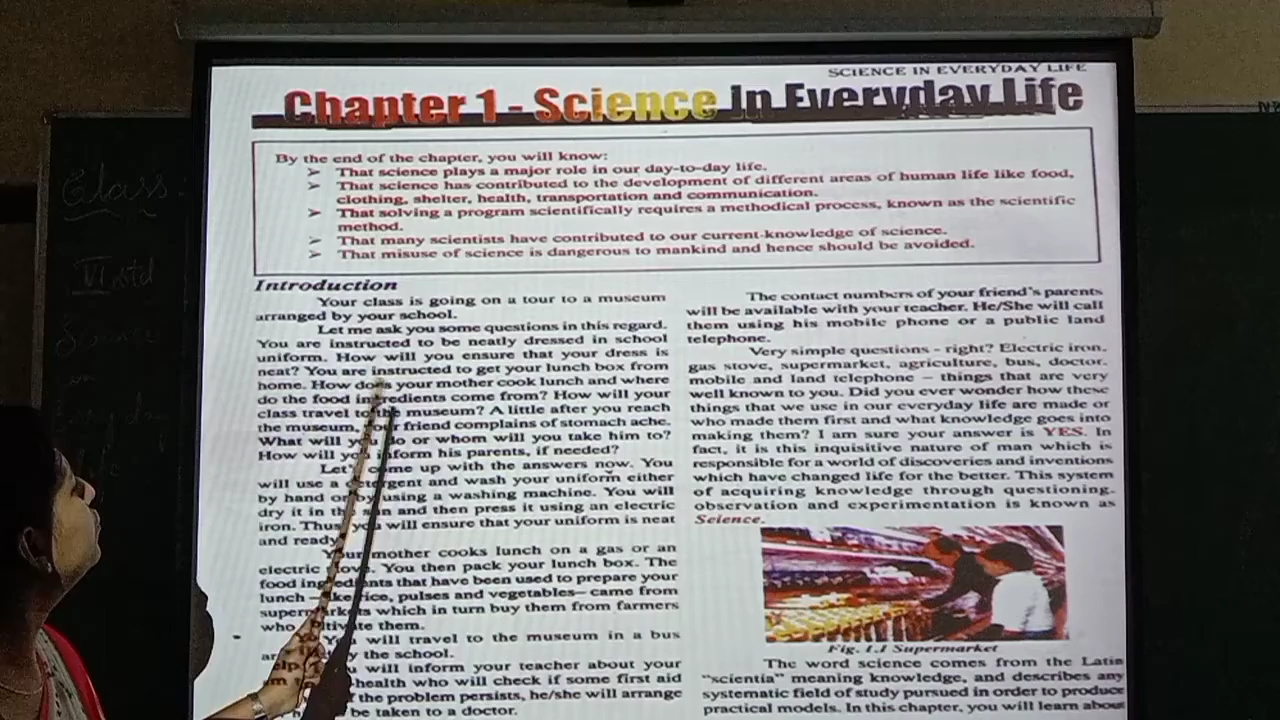 SCIENCE IN EVERYDAY LIFE
Chapter 1 - Science In Everyday Life
By the end of the chapter, you will know:
➢ That science plays a major role in our day-to-day life.
➢ That science has contributed to the development of different areas of human life like food,
clothing, shelter, health, transportation and communication.
➢ That solving a program scientifically requires a methodical process, known as the scientific
method.
➢ That many scientists have contributed to our current knowledge of science.
➢ That misuse of science is dangerous to mankind and hence should be avoided.
Introduction
Your class is going on a tour to a museum
arranged by your school.
Let me ask you some questions in this regard.
You are instructed to be neatly dressed in school
uniform. How will you ensure that your dress is
neat? You are instructed to get your lunch box from
home. How does your mother cook lunch and where
do the food ingredients come from? How will your
class travel to the museum? A little after you reach
the museum, your friend complains of stomach ache.
What will you do or whom will you take him to?
How will you inform his parents, if needed?
Let's come up with the answers now. You
will use a detergent and wash your uniform either
by hand or by using a washing machine. You will
dry it in the sun and then press it using an electric
iron. Thus you will ensure that your uniform is neat
and ready.
Your mother cooks lunch on a gas or an
electric stove. You then pack your lunch box. The
food ingredients that have been used to prepare your
lunch – like rice, pulses and vegetables– came from
supermarkets which in turn buy them from farmers
who cultivate them.
You will travel to the museum in a bus
by the school.
will inform your teacher about your
health who will check if some first aid
the problem persists, he/she will arrange
be taken to a doctor.
The contact numbers of your friend's parents
will be available with your teacher. He/She will call
them using his mobile phone or a public land
telephone.
Very simple questions - right? Electric iron,
gas stove, supermarket, agriculture, bus, doctor,
mobile and land telephone – things that are very
well known to you. Did you ever wonder how these
things that we use in our everyday life are made or
who made them first and what knowledge goes into
making them? I am sure your answer is YES. In
fact, it is this inquisitive nature of man which is
responsible for a world of discoveries and inventions
which have changed life for the better. This system
of acquiring knowledge through questioning,
observation and experimentation is known as
Science.
Fig. 1.1 Supermarket
The word science comes from the Latin
"scientia" meaning knowledge, and describes any
systematic field of study pursued in order to produce
practical models. In this chapter, you will learn about
Class
VI std
Science